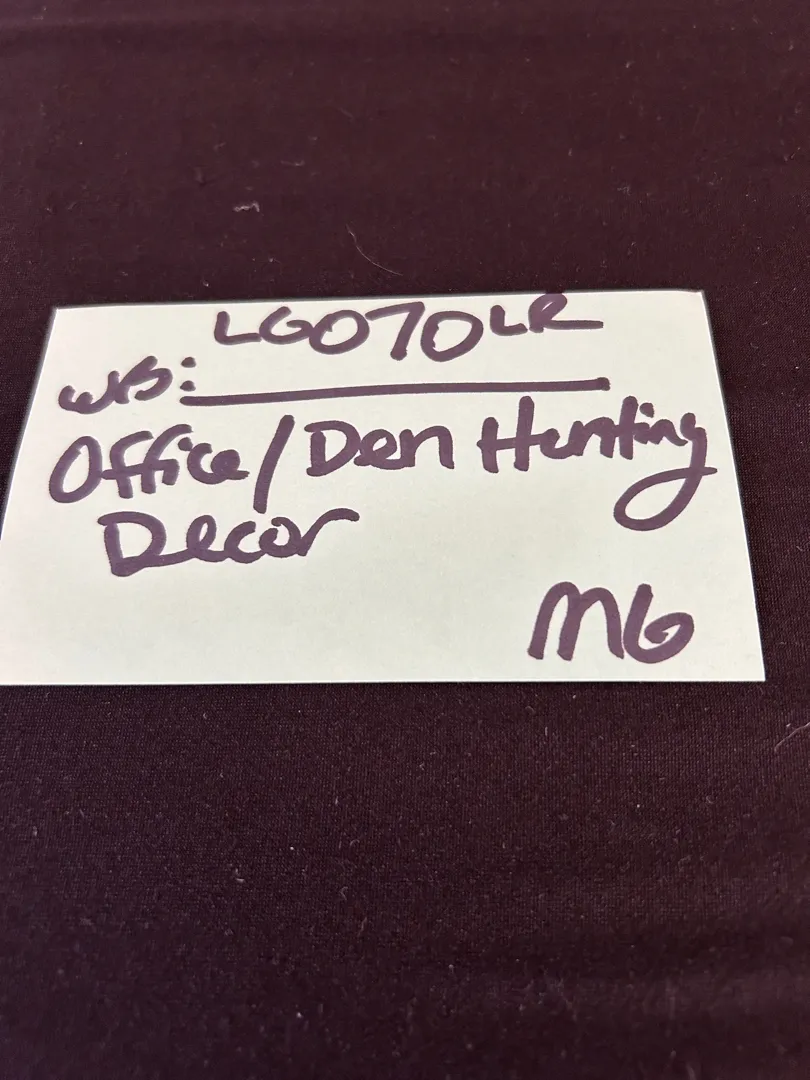 LG070LR
WB:
Office/Den Hunting
Decor
MG